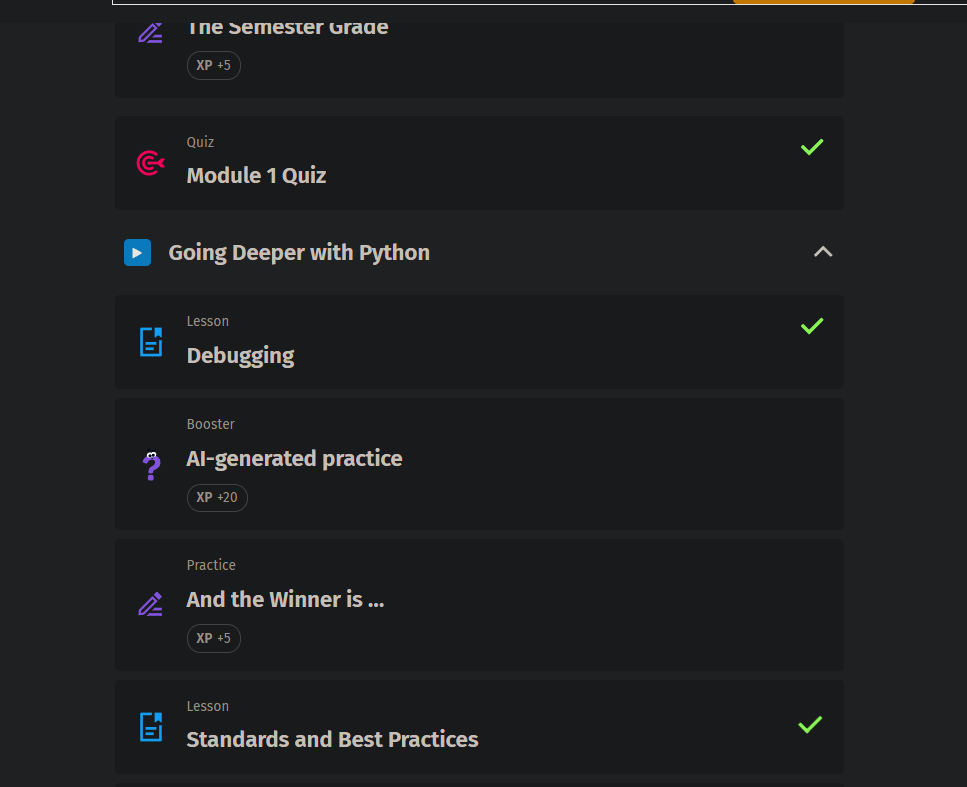 The Semester Grade
XP +5
Quiz
Module 1 Quiz
Going Deeper with Python
Lesson
Debugging
Booster
AI-generated practice
XP +20
Practice
And the Winner is ...
XP +5
Lesson
Standards and Best Practices